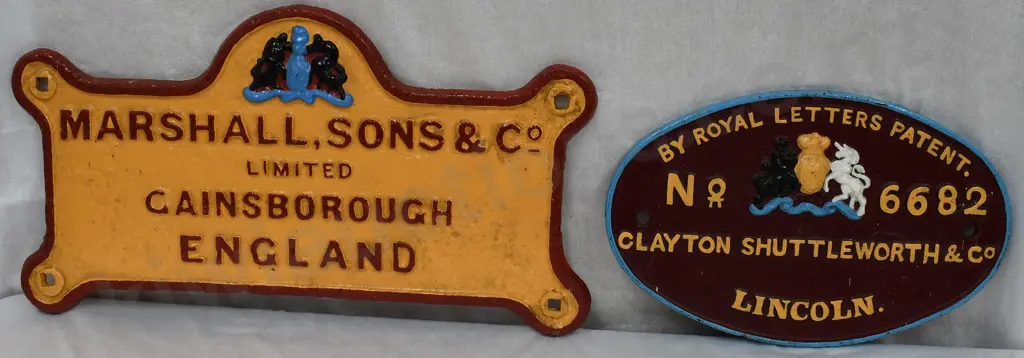 MARSHALL, SONS & Cº
LIMITED
GAINSBOROUGH
ENGLAND
BY ROYAL LETTERS PATENT.
Nº 6682
CLAYTON SHUTTLEWORTH & Cº
LINCOLN.